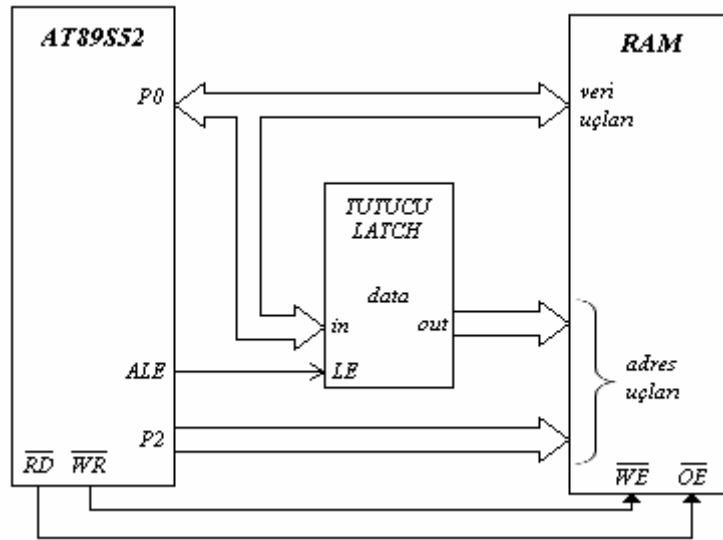 AT89S52
RAM
P0
veri
uçları
TUTUCU
LATCH
data
in
out
ALE
LE
adres
uçları
P2
RD
WR
WE
OE